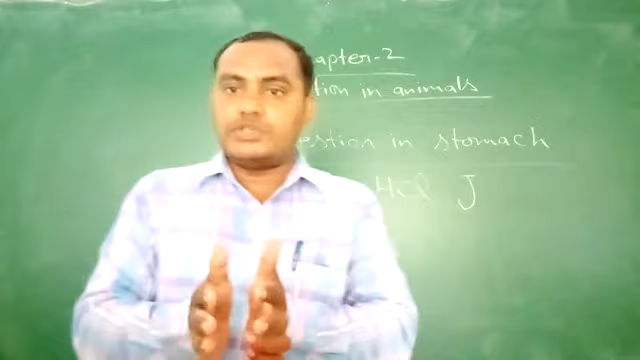 apter-2
tion in animals
estion in stomach
HCl J